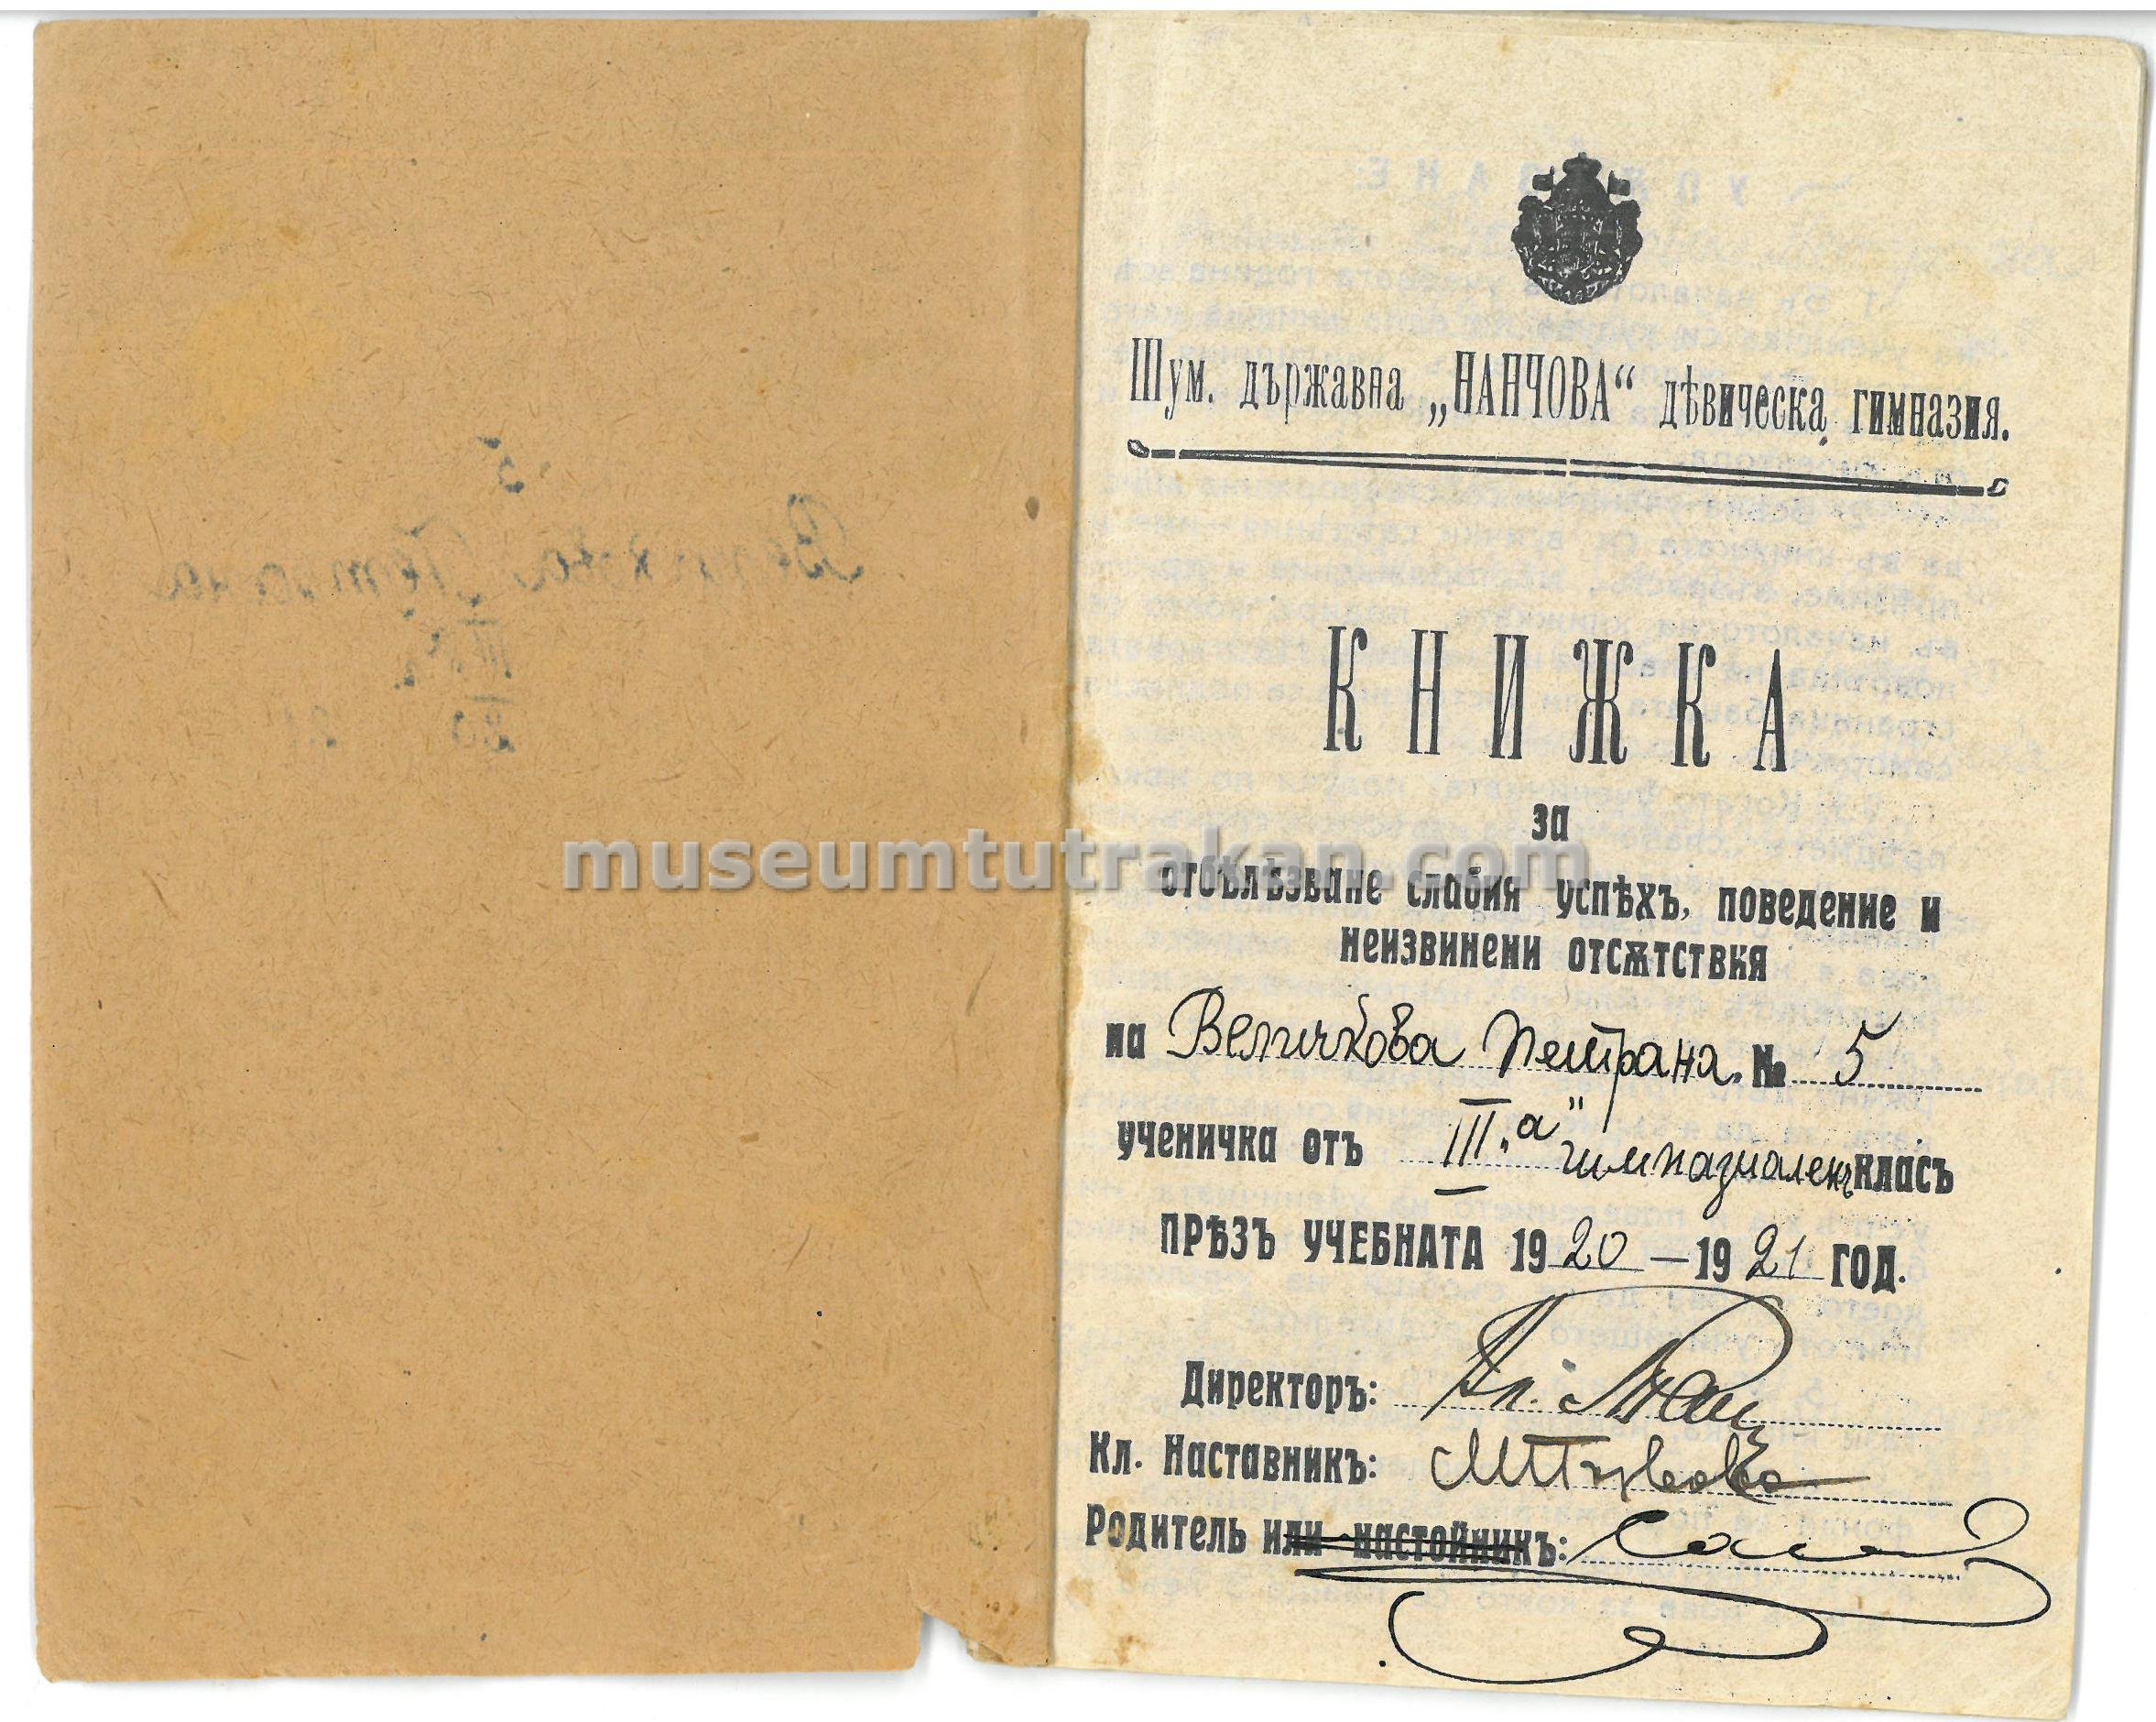 Шум. държавна „НАНЧОВА“ дѣвическа гимназия.
КНИЖКА
за
отбѣлѣзване слабия успѣхъ, поведение и
неизвинени отсѫтствия
на Величкова Петрана. № 5
ученичка отъ III „а“ гимназиаленъ класъ
ПРѢЗЪ УЧЕБНАТА 1920 — 1921 ГОД.
Директоръ:
Кл. Наставникъ:
Родитель или настойникъ:
museumtutrakan.com